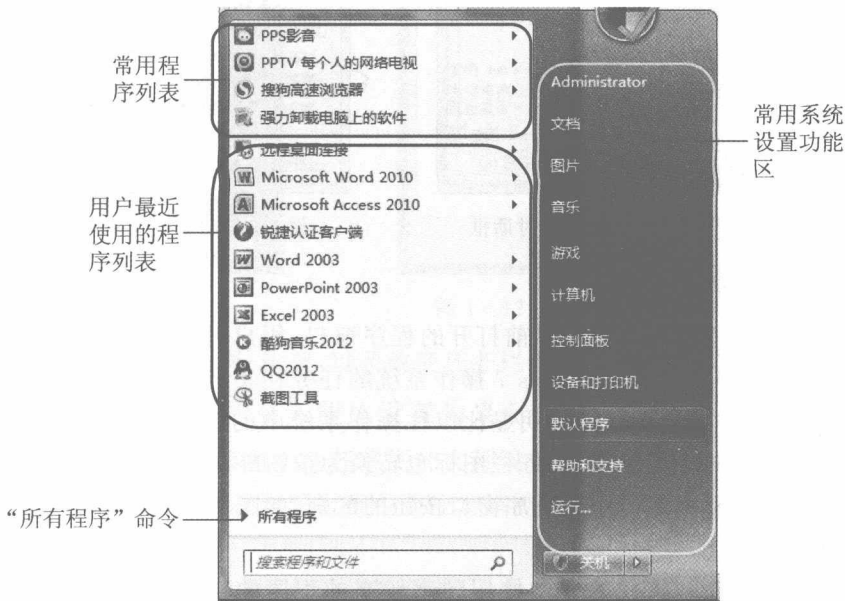 常用程
序列表
用户最近
使用的程
序列表
“所有程序”命令
PPS影音
PPTV 每个人的网络电视
搜狗高速浏览器
强力卸载电脑上的软件
远程桌面连接
Microsoft Word 2010
Microsoft Access 2010
锐捷认证客户端
Word 2003
PowerPoint 2003
Excel 2003
酷狗音乐2012
QQ2012
截图工具
所有程序
搜索程序和文件
Administrator
文档
图片
音乐
游戏
计算机
控制面板
设备和打印机
默认程序
帮助和支持
运行...
关机
常用系统
设置功能
区